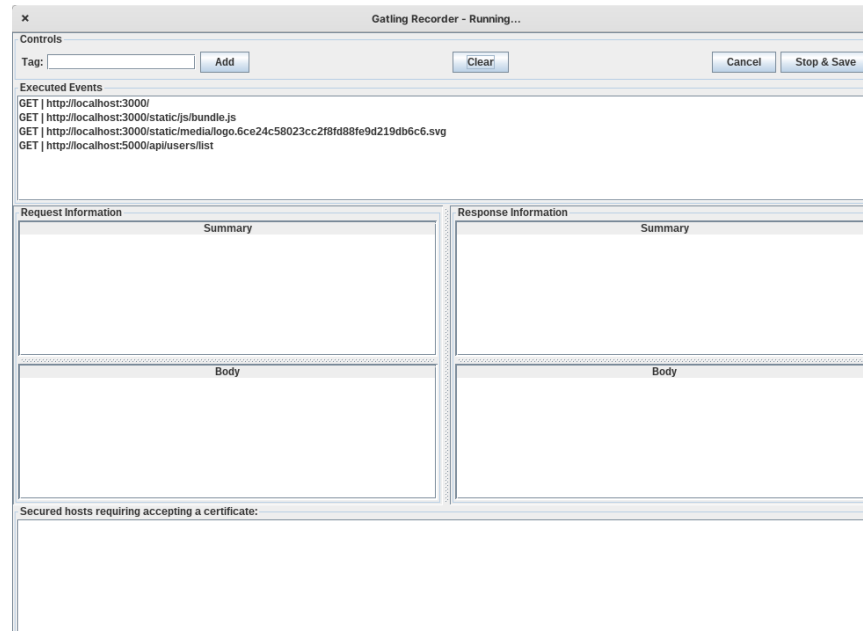 ×
Gatling Recorder - Running...
Controls
Tag: Add Clear Cancel Stop & Save
Executed Events
GET | http://localhost:3000/
GET | http://localhost:3000/static/js/bundle.js
GET | http://localhost:3000/static/media/logo.6ce24c58023cc2f8fd88fe9d219db6c6.svg
GET | http://localhost:5000/api/users/list
Request Information
Summary
Body
Response Information
Summary
Body
Secured hosts requiring accepting a certificate: